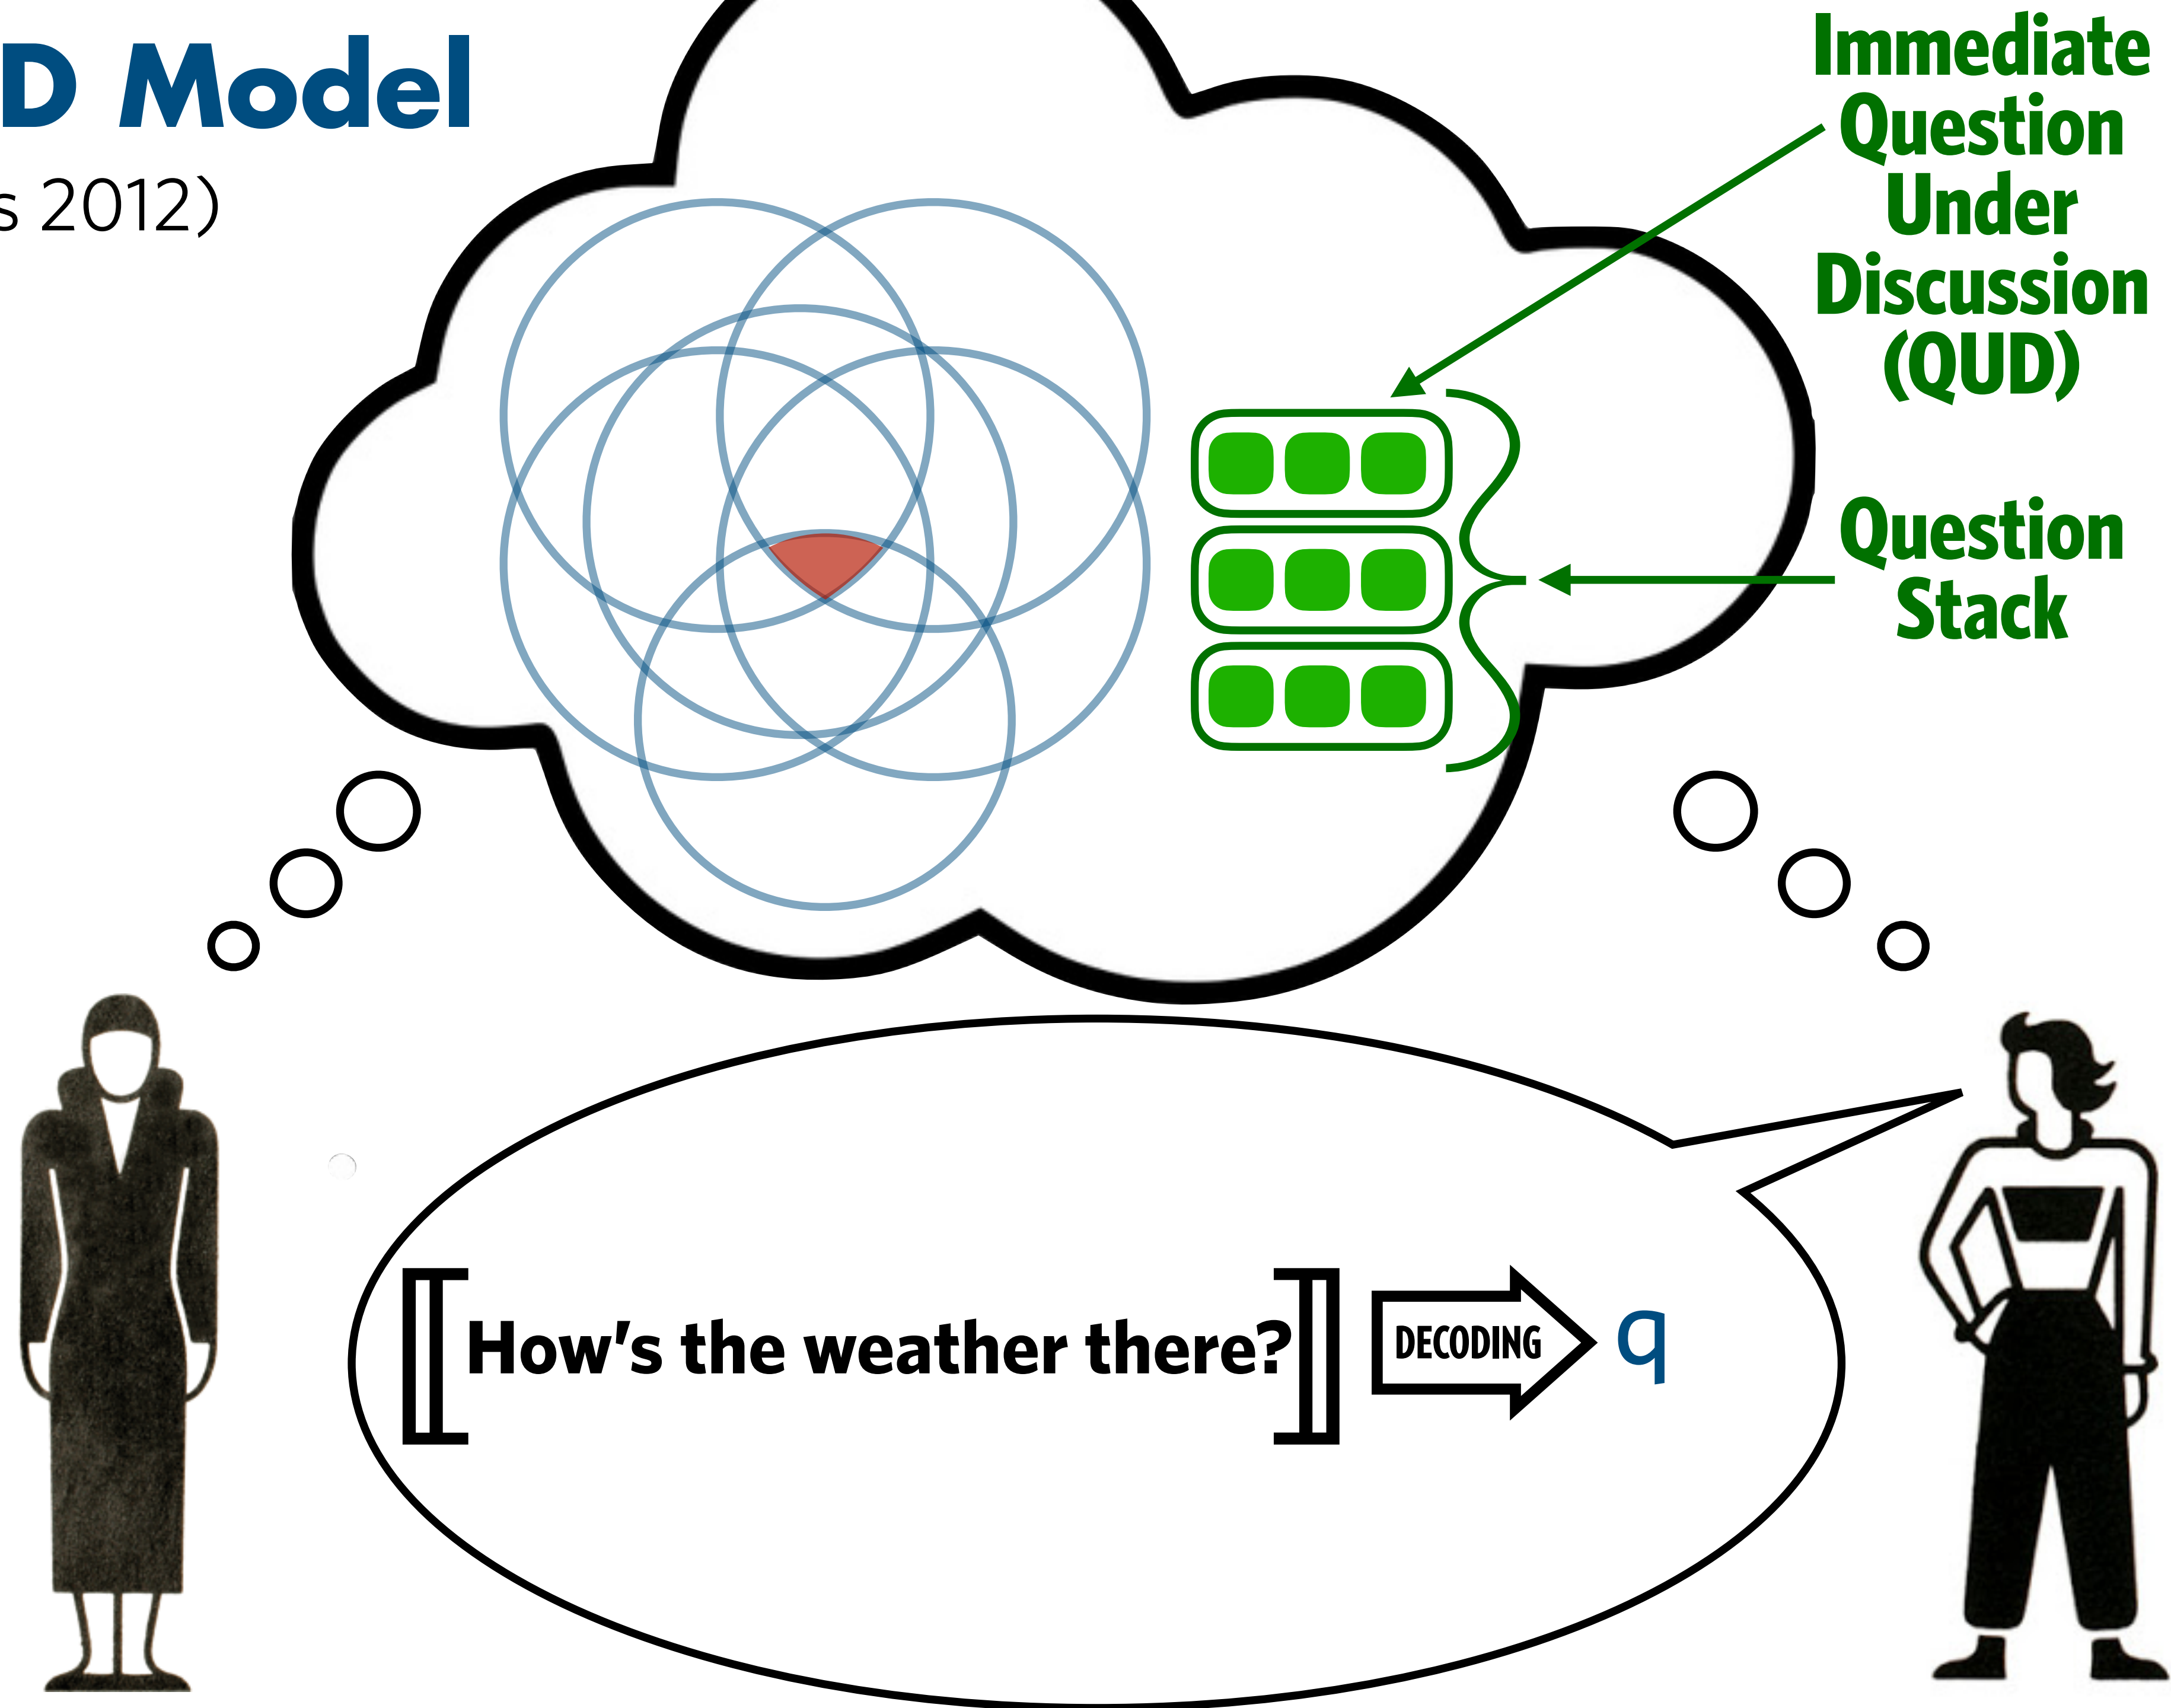 D Model
s 2012)
Immediate
Question
Under
Discussion
(QUD)
Question
Stack
How's the weather there?
DECODING
q